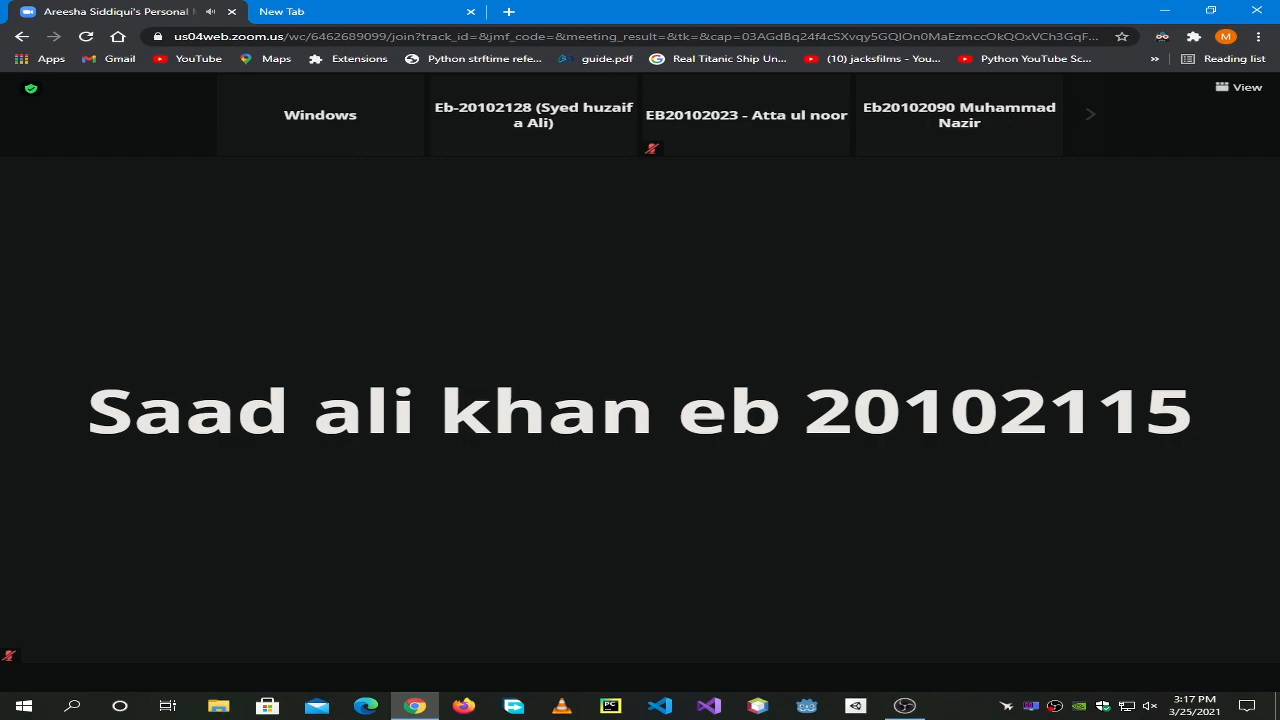 Areesha Siddiqui's Personal
New Tab
us04web.zoom.us/wc/6462689099/join?track_id=&jmf_code=&meeting_result=&tk=&cap=03AGdBq24f4cSXvqy5GQIOn0MaEzmccOkQOxVCh3GqF...
M
Apps
Gmail
YouTube
Maps
Extensions
Python strftime refe...
guide.pdf
Real Titanic Ship Un...
(10) jacksfilms - You...
Python YouTube Sc...
»
Reading list
View
Windows
Eb-20102128 (Syed huzaif
a Ali)
EB20102023 - Atta ul noor
Eb20102090 Muhammad
Nazir
Saad ali khan eb 20102115
PC
3:17 PM
3/25/2021